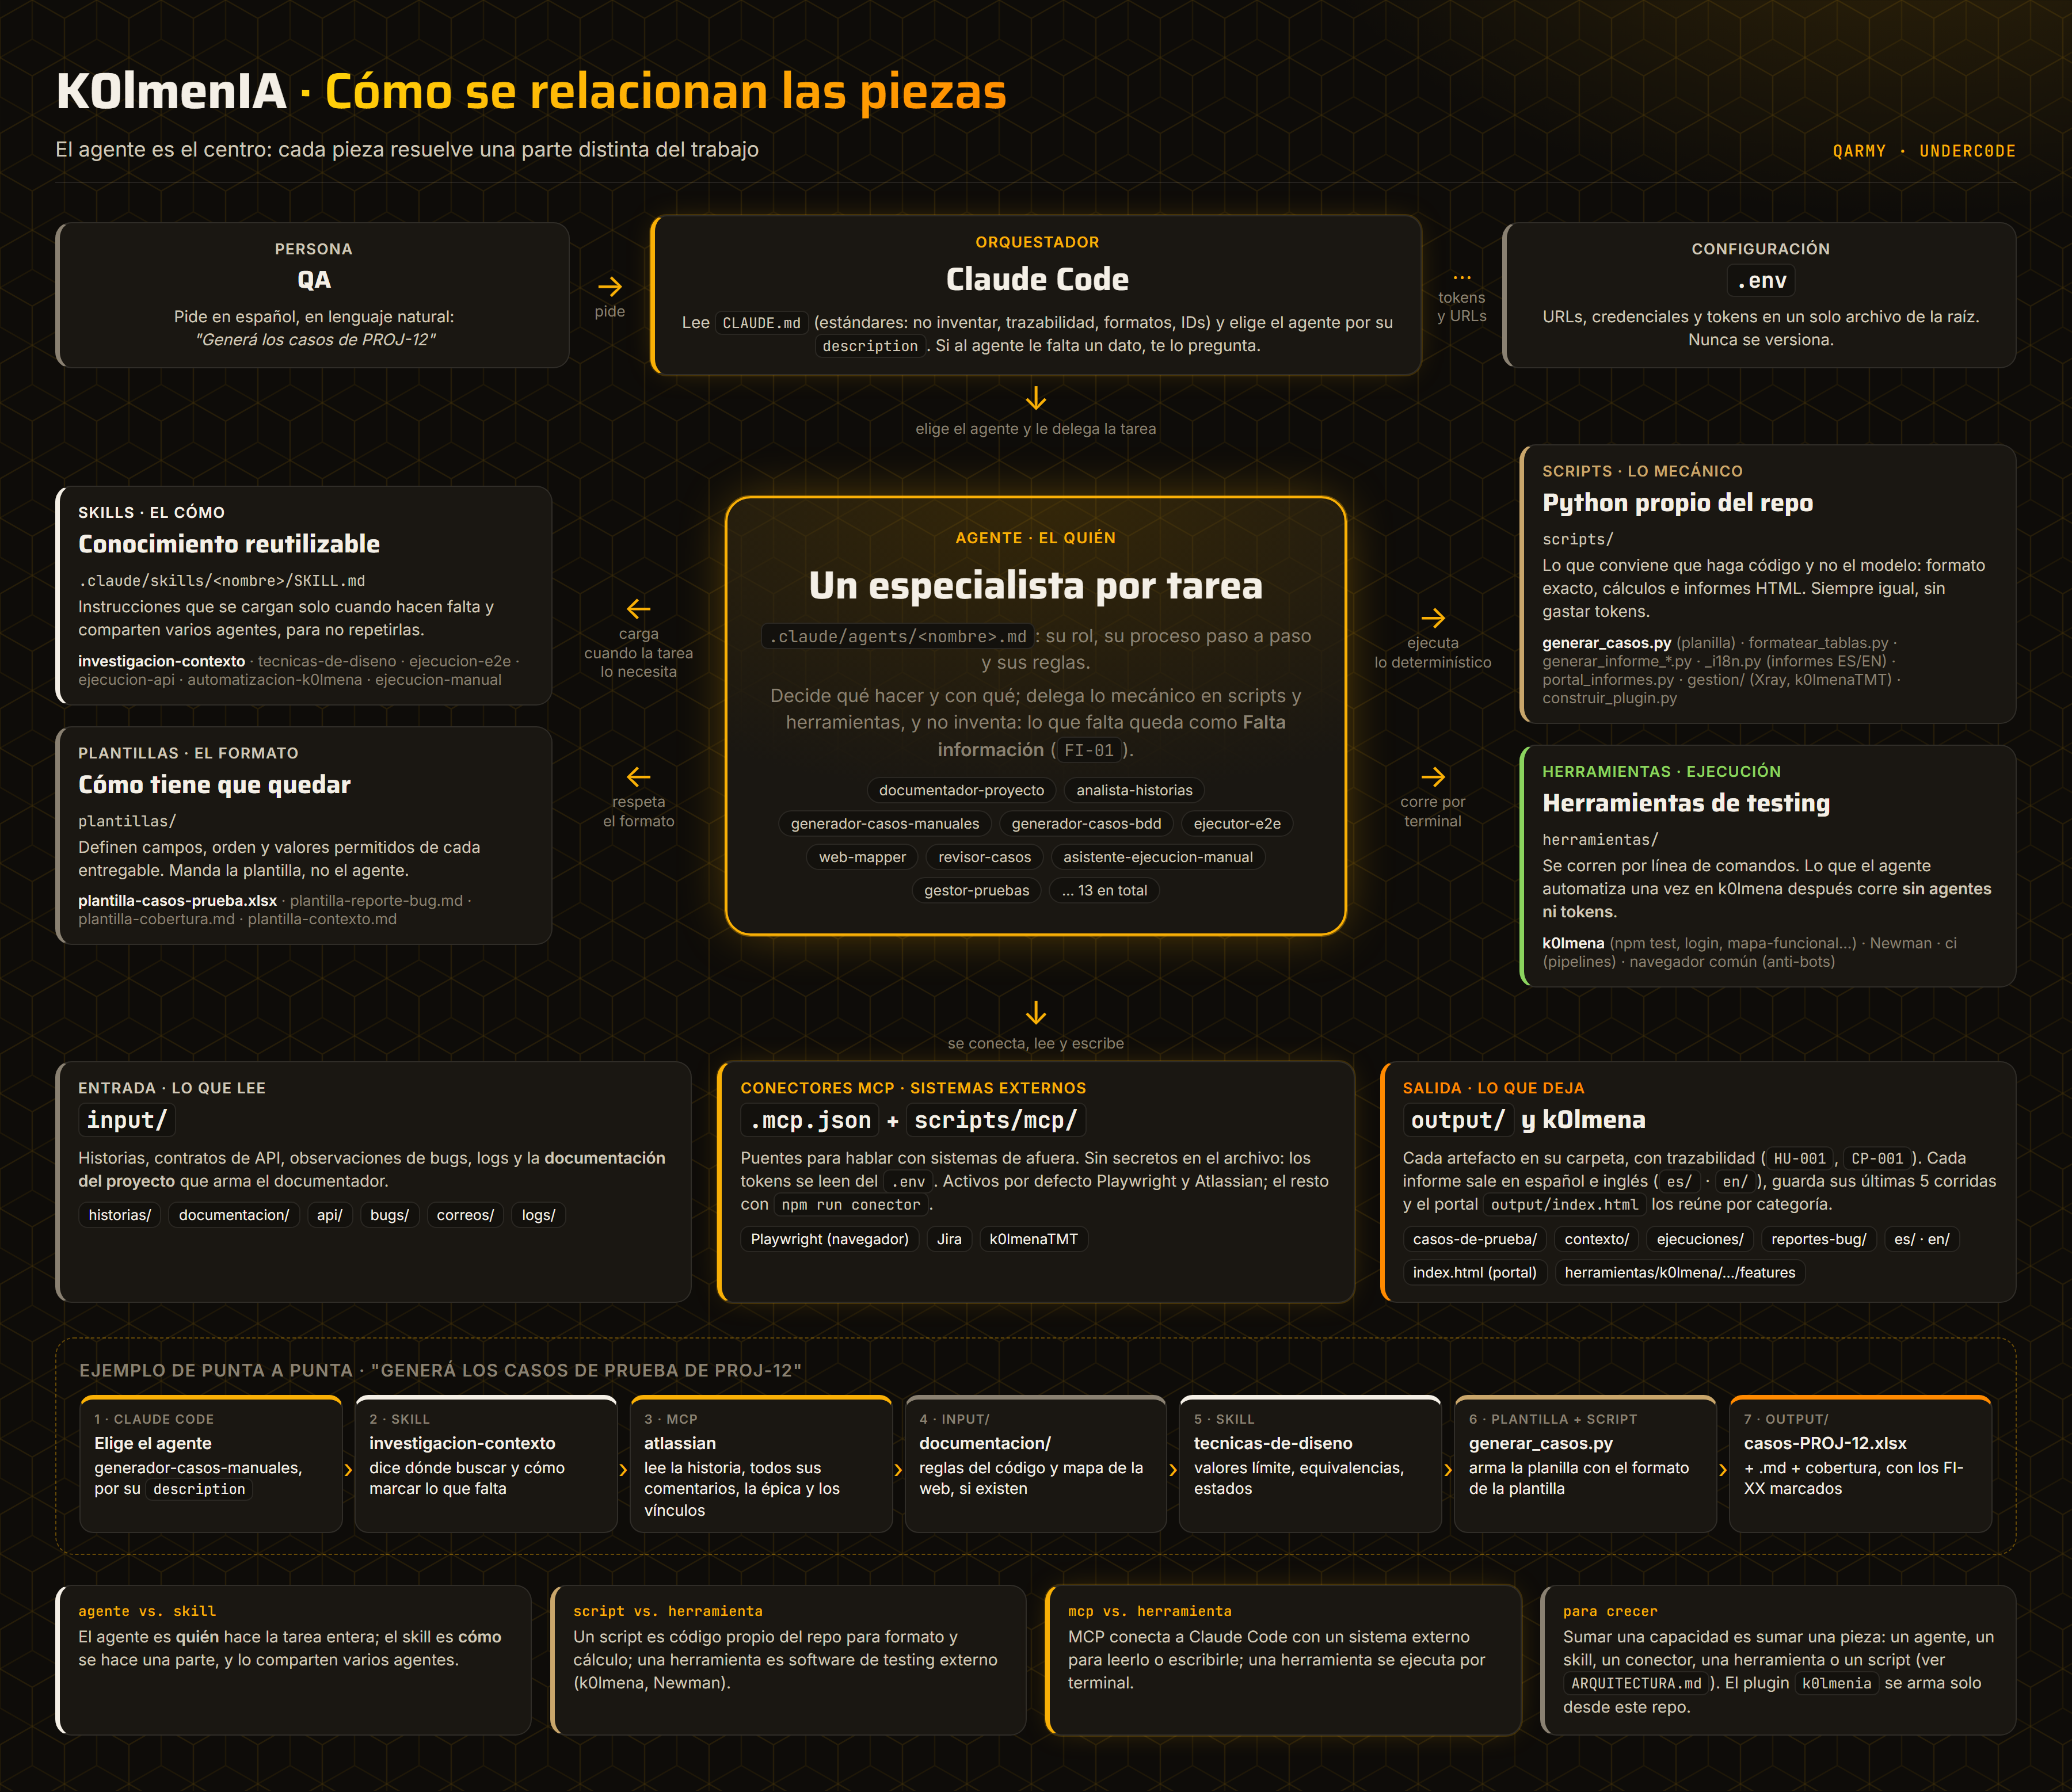 K0lmenIA · Cómo se relacionan las piezas
El agente es el centro: cada pieza resuelve una parte distinta del trabajo
QARMY · UNDERC0DE
PERSONA
QA
Pide en español, en lenguaje natural:
"Generá los casos de PROJ-12"
→
pide
ORQUESTADOR
Claude Code
Lee CLAUDE.md (estándares: no inventar, trazabilidad, formatos, IDs) y elige el agente por su
description. Si al agente le falta un dato, te lo pregunta.
···
tokens
y URLs
CONFIGURACIÓN
.env
URLs, credenciales y tokens en un solo archivo de la raíz.
Nunca se versiona.
↓
elige el agente y le delega la tarea
SKILLS · EL CÓMO
Conocimiento reutilizable
.claude/skills/<nombre>/SKILL.md
Instrucciones que se cargan solo cuando hacen falta y
comparten varios agentes, para no repetirlas.
investigacion-contexto · tecnicas-de-diseno · ejecucion-e2e ·
ejecucion-api · automatizacion-k0lmena · ejecucion-manual
←
carga
cuando la tarea
lo necesita
PLANTILLAS · EL FORMATO
Cómo tiene que quedar
plantillas/
Definen campos, orden y valores permitidos de cada
entregable. Manda la plantilla, no el agente.
plantilla-casos-prueba.xlsx · plantilla-reporte-bug.md ·
plantilla-cobertura.md · plantilla-contexto.md
←
respeta
el formato
AGENTE · EL QUIÉN
Un especialista por tarea
.claude/agents/<nombre>.md: su rol, su proceso paso a paso
y sus reglas.
Decide qué hacer y con qué; delega lo mecánico en scripts y
herramientas, y no inventa: lo que falta queda como Falta
información (FI-01).
documentador-proyecto analista-historias
generador-casos-manuales generador-casos-bdd ejecutor-e2e
web-mapper revisor-casos asistente-ejecucion-manual
gestor-pruebas ... 13 en total
→
ejecuta
lo determinístico
SCRIPTS · LO MECÁNICO
Python propio del repo
scripts/
Lo que conviene que haga código y no el modelo: formato
exacto, cálculos e informes HTML. Siempre igual, sin
gastar tokens.
generar_casos.py (planilla) · formatear_tablas.py ·
generar_informe_*.py · _i18n.py (informes ES/EN) ·
portal_informes.py · gestion/ (Xray, k0lmenaTMT) ·
construir_plugin.py
→
corre por
terminal
HERRAMIENTAS · EJECUCIÓN
Herramientas de testing
herramientas/
Se corren por línea de comandos. Lo que el agente
automatiza una vez en k0lmena después corre sin agentes
ni tokens.
k0lmena (npm test, login, mapa-funcional...) · Newman · ci
(pipelines) · navegador común (anti-bots)
↓
se conecta, lee y escribe
ENTRADA · LO QUE LEE
input/
Historias, contratos de API, observaciones de bugs, logs y la documentación
del proyecto que arma el documentador.
historias/ documentacion/ api/ bugs/ correos/ logs/
CONECTORES MCP · SISTEMAS EXTERNOS
.mcp.json + scripts/mcp/
Puentes para hablar con sistemas de afuera. Sin secretos en el archivo: los
tokens se leen del .env. Activos por defecto Playwright y Atlassian; el resto
con npm run conector.
Playwright (navegador) Jira k0lmenaTMT
SALIDA · LO QUE DEJA
output/ y k0lmena
Cada artefacto en su carpeta, con trazabilidad (HU-001, CP-001). Cada
informe sale en español e inglés (es/ · en/), guarda sus últimas 5 corridas
y el portal output/index.html los reúne por categoría.
casos-de-prueba/ contexto/ ejecuciones/ reportes-bug/ es/ · en/
index.html (portal) herramientas/k0lmena/.../features
EJEMPLO DE PUNTA A PUNTA · "GENERÁ LOS CASOS DE PRUEBA DE PROJ-12"
1 · CLAUDE CODE
Elige el agente
generador-casos-manuales,
por su description
›
2 · SKILL
investigacion-contexto
dice dónde buscar y cómo
marcar lo que falta
›
3 · MCP
atlassian
lee la historia, todos sus
comentarios, la épica y los
vínculos
›
4 · INPUT/
documentacion/
reglas del código y mapa de la
web, si existen
›
5 · SKILL
tecnicas-de-diseno
valores límite, equivalencias,
estados
›
6 · PLANTILLA + SCRIPT
generar_casos.py
arma la planilla con el formato
de la plantilla
›
7 · OUTPUT/
casos-PROJ-12.xlsx
+ .md + cobertura, con los FI-
XX marcados
agente vs. skill
El agente es quién hace la tarea entera; el skill es cómo
se hace una parte, y lo comparten varios agentes.
script vs. herramienta
Un script es código propio del repo para formato y
cálculo; una herramienta es software de testing externo
(k0lmena, Newman).
mcp vs. herramienta
MCP conecta a Claude Code con un sistema externo
para leerlo o escribirle; una herramienta se ejecuta por
terminal.
para crecer
Sumar una capacidad es sumar una pieza: un agente, un
skill, un conector, una herramienta o un script (ver
ARQUITECTURA.md). El plugin k0lmenia se arma solo
desde este repo.